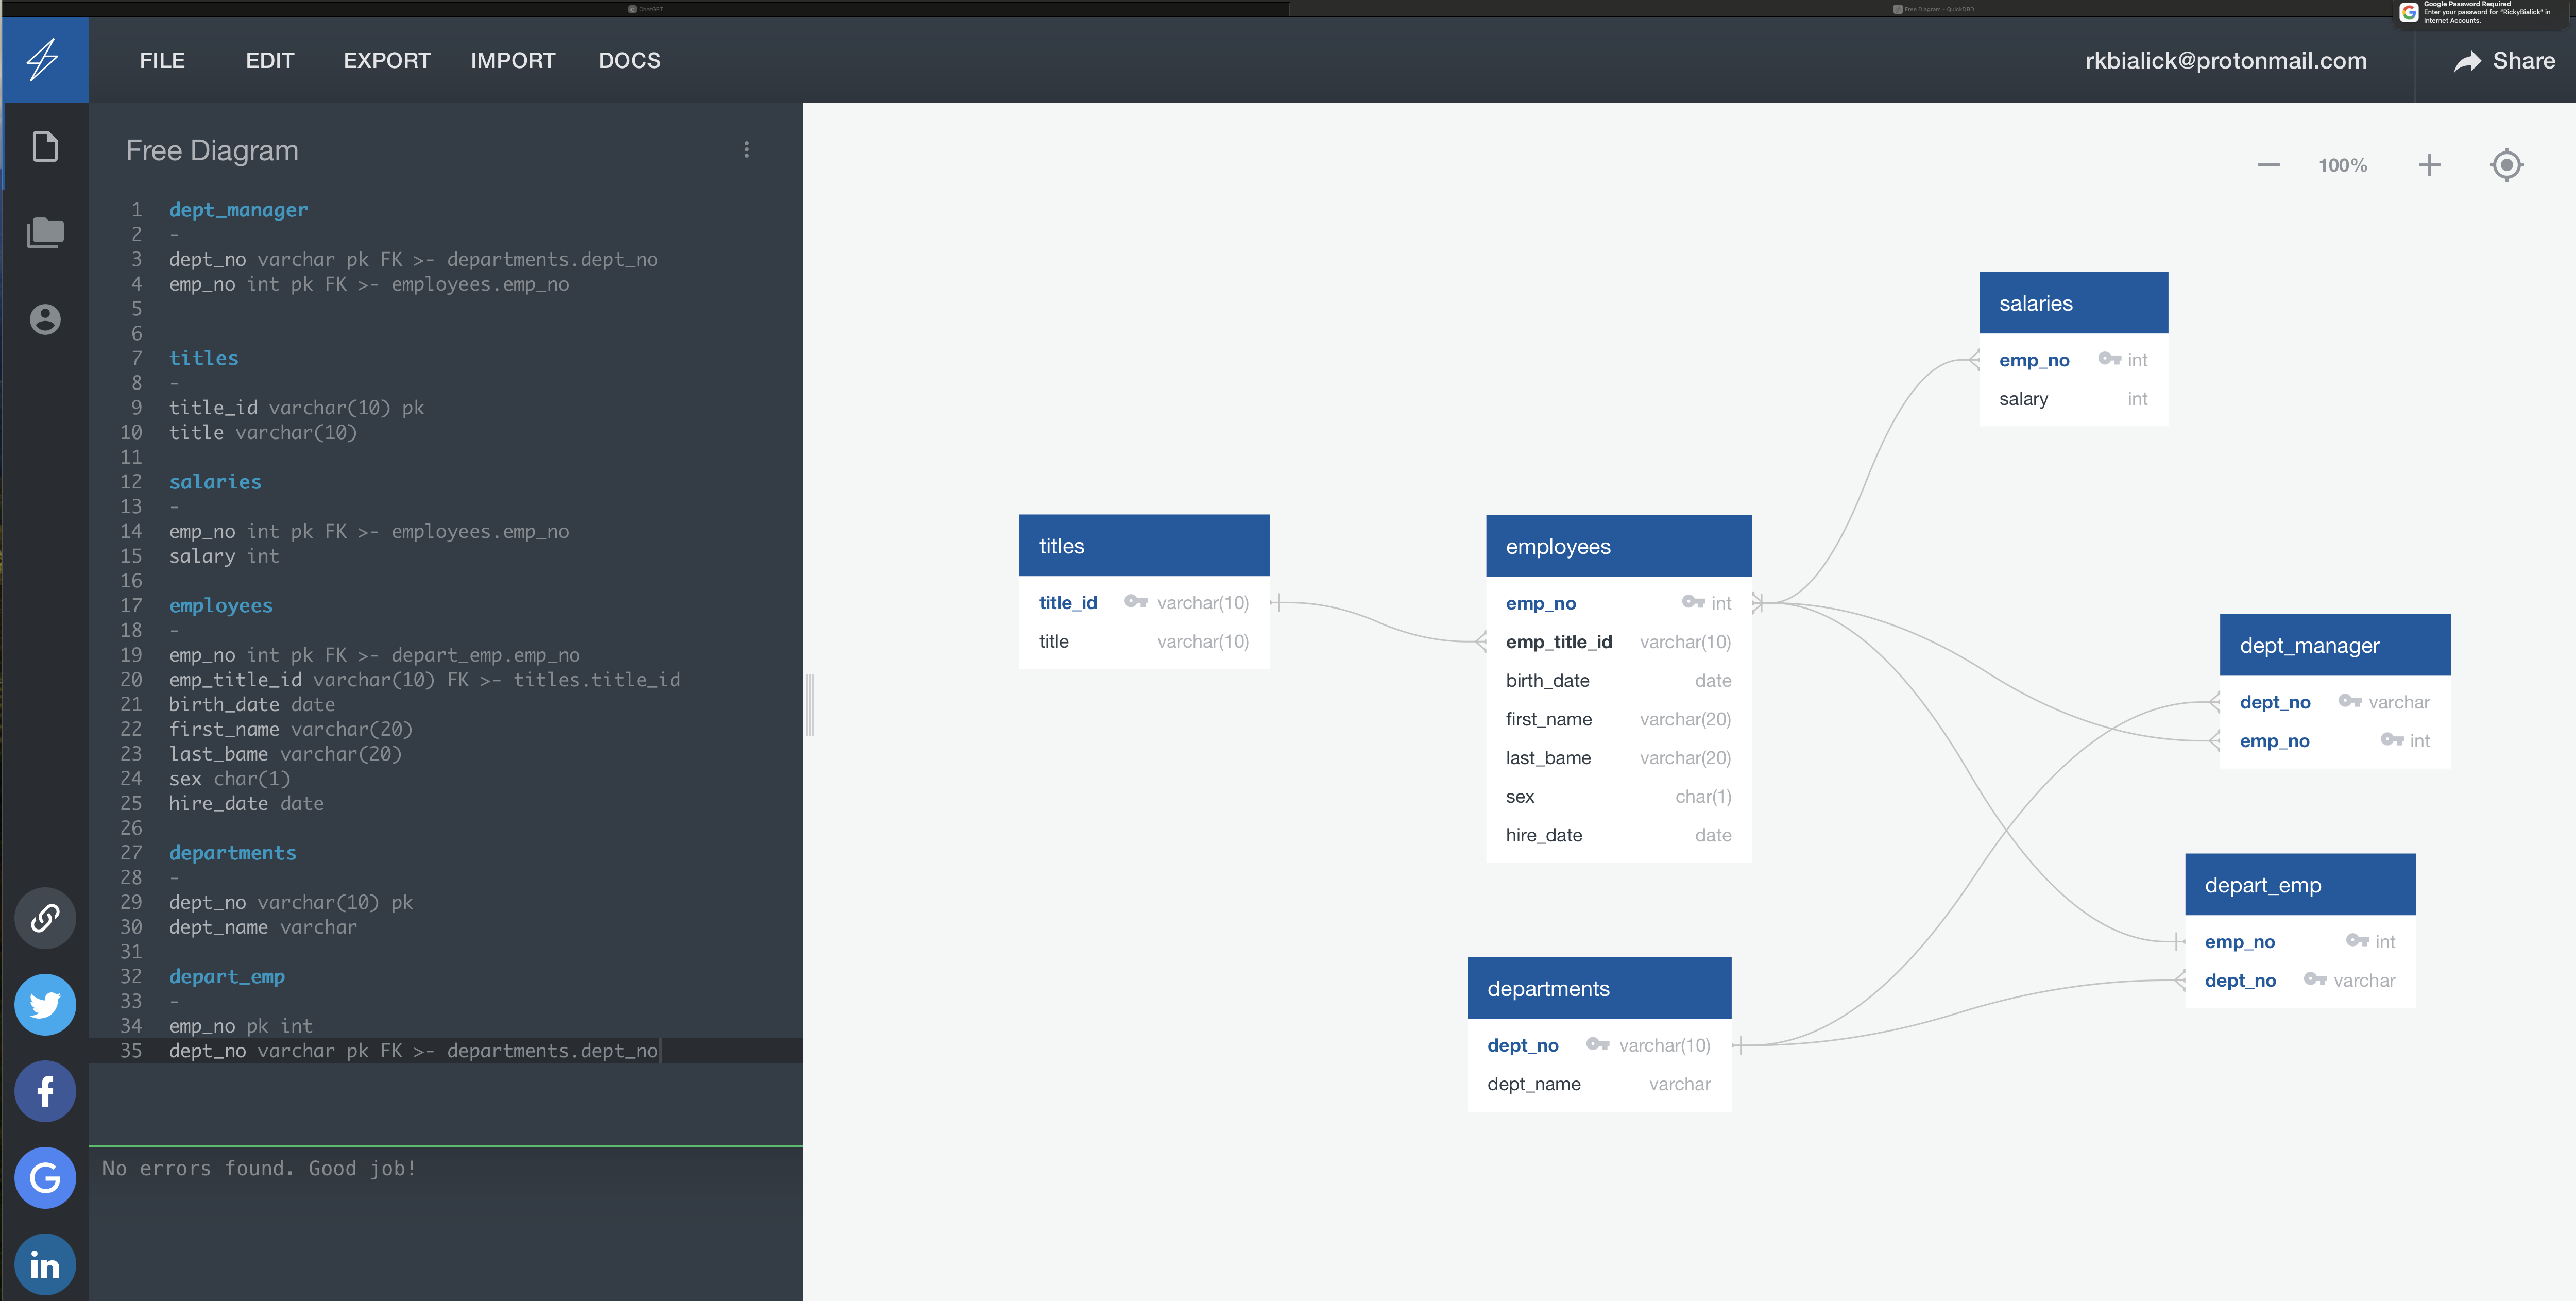 ChatGPT
Free Diagram - QuickDBD
Google Password Required
Enter your password for "RickyBialick" in
Internet Accounts.
FILE EDIT EXPORT IMPORT DOCS
rkbialick@protonmail.com
Share
Free Diagram
1 dept_manager
2 -
3 dept_no varchar pk FK >- departments.dept_no
4 emp_no int pk FK >- employees.emp_no
5
6
7 titles
8 -
9 title_id varchar(10) pk
10 title varchar(10)
11
12 salaries
13 -
14 emp_no int pk FK >- employees.emp_no
15 salary int
16
17 employees
18 -
19 emp_no int pk FK >- depart_emp.emp_no
20 emp_title_id varchar(10) FK >- titles.title_id
21 birth_date date
22 first_name varchar(20)
23 last_bame varchar(20)
24 sex char(1)
25 hire_date date
26
27 departments
28 -
29 dept_no varchar(10) pk
30 dept_name varchar
31
32 depart_emp
33 -
34 emp_no pk int
35 dept_no varchar pk FK >- departments.dept_no
No errors found. Good job!
100%
salaries
emp_no int
salary int
titles
title_id varchar(10)
title varchar(10)
employees
emp_no int
emp_title_id varchar(10)
birth_date date
first_name varchar(20)
last_bame varchar(20)
sex char(1)
hire_date date
dept_manager
dept_no varchar
emp_no int
depart_emp
emp_no int
dept_no varchar
departments
dept_no varchar(10)
dept_name varchar